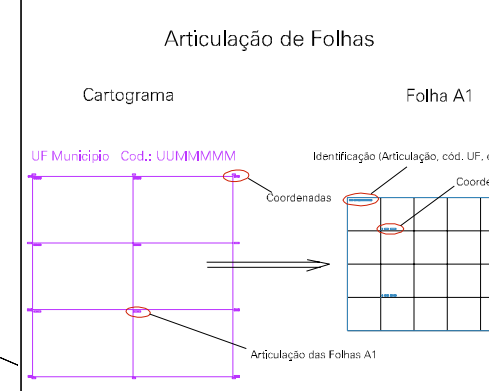 Articulação de Folhas
Cartograma
Folha A1
UF Municipio Cod.: UUMMMMM
Identificação (Articulação, cód. UF,
Coordenadas
Articulação das Folhas A1